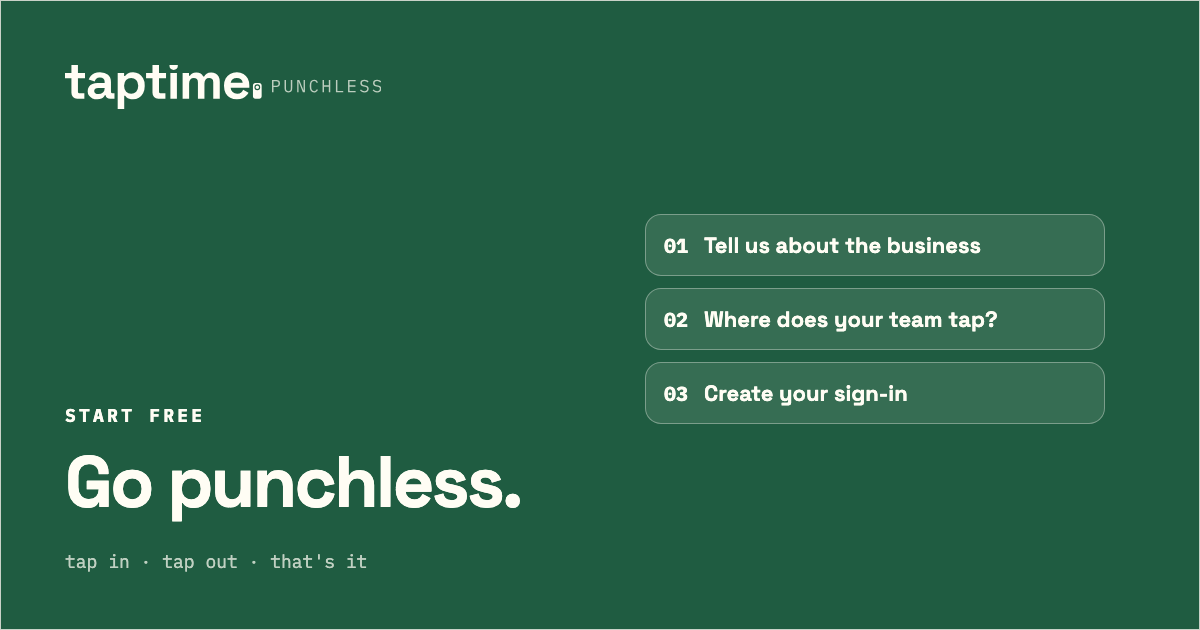 taptime
PUNCHLESS
01 Tell us about the business
02 Where does your team tap?
03 Create your sign-in
START FREE
Go punchless.
tap in · tap out · that's it